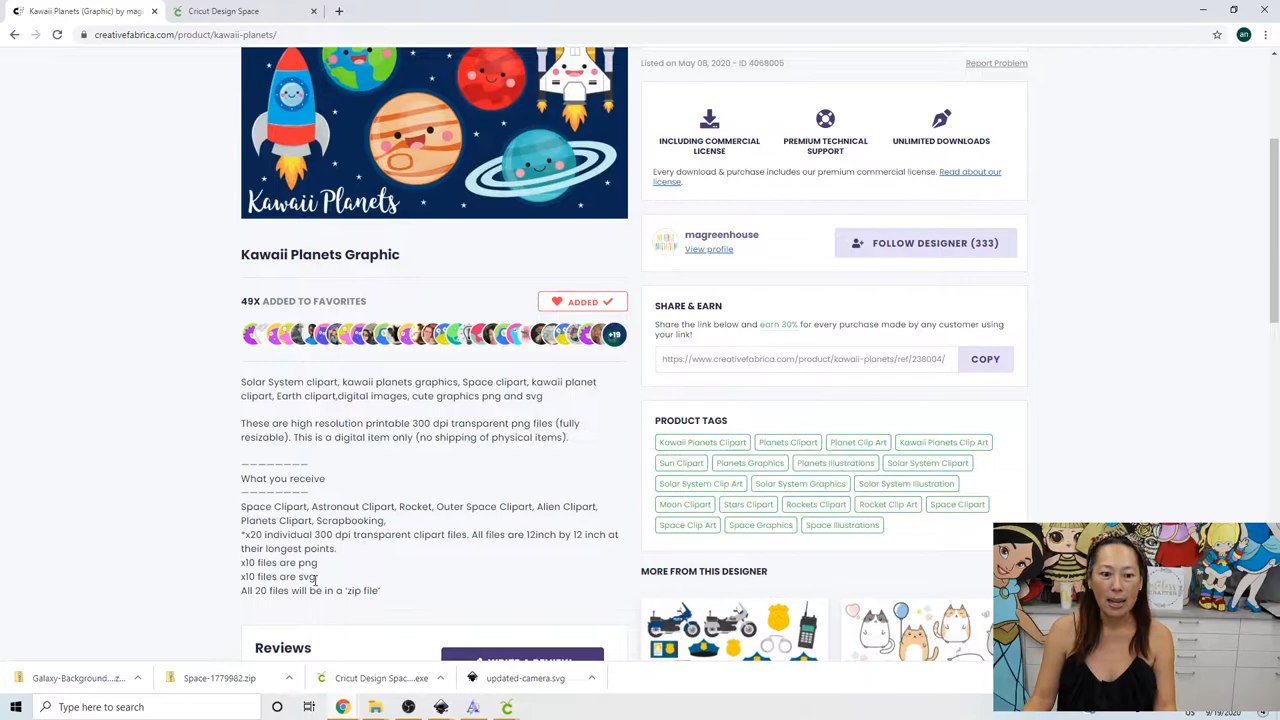 Kawaii Planets (Graphic) by mag
Cricut Design Space
creativefabrica.com/product/kawaii-planets/
an
Kawaii Planets
Kawaii Planets Graphic
49X ADDED TO FAVORITES
ADDED
+19
Solar System clipart, kawaii planets graphics, Space clipart, kawaii planet
clipart, Earth clipart,digital images, cute graphics png and svg
These are high resolution printable 300 dpi transparent png files (fully
resizable). This is a digital item only (no shipping of physical items).
————————
What you receive
————————
Space Clipart, Astronaut Clipart, Rocket, Outer Space Clipart, Alien Clipart,
Planets Clipart, Scrapbooking,
*x20 individual 300 dpi transparent clipart files. All files are 12inch by 12 inch at
their longest points.
x10 files are png
x10 files are svg
All 20 files will be in a ‘zip file’
Reviews
Listed on May 08, 2020 - ID 4068005
Report Problem
INCLUDING COMMERCIAL
LICENSE
PREMIUM TECHNICAL
SUPPORT
UNLIMITED DOWNLOADS
Every download & purchase includes our premium commercial license. Read about our
license.
magreenhouse
View profile
FOLLOW DESIGNER (333)
SHARE & EARN
Share the link below and earn 30% for every purchase made by any customer using
your link!
https://www.creativefabrica.com/product/kawaii-planets/ref/238004/
COPY
PRODUCT TAGS
Kawaii Planets Clipart
Planets Clipart
Planet Clip Art
Kawaii Planets Clip Art
Sun Clipart
Planets Graphics
Planets Illustrations
Solar System Clipart
Solar System Clip Art
Solar System Graphics
Solar System Illustration
Moon Clipart
Stars Clipart
Rockets Clipart
Rocket Clip Art
Space Clipart
Space Clip Art
Space Graphics
Space Illustrations
MORE FROM THIS DESIGNER
Galaxy-Background....z...
Space-1779982.zip
Cricut Design Spac....exe
updated-camera.svg
Type here to search
9/19/2020